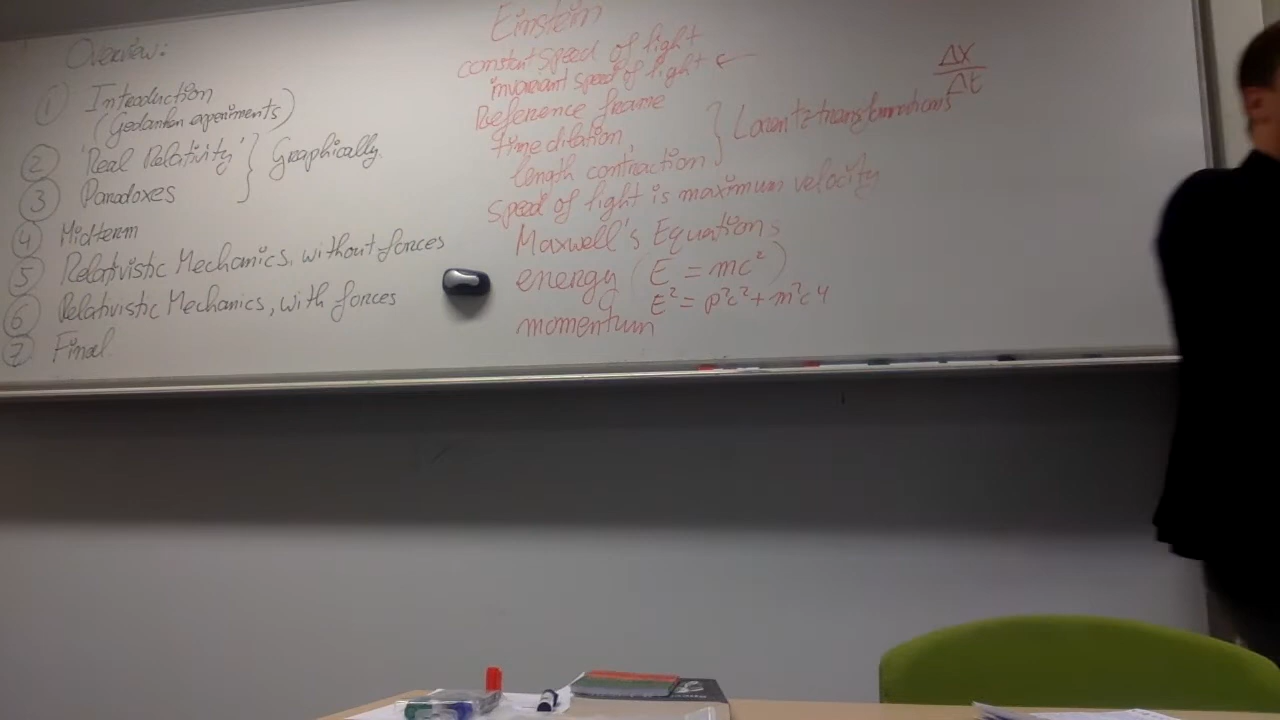 Overview:
① Introduction
(Gedanken experiments)
② 'Real Relativity'
③ Paradoxes
} Graphically.
④ Midterm
⑤ Relativistic Mechanics, without forces
⑥ Relativistic Mechanics, with forces
⑦ Final.
Einstein
constant speed of light
invariant speed of light ←
Reference frame
time dilation,
length contraction
} Lorentz transformations
speed of light is maximum velocity
Maxwell's Equations
energy (E = mc²)
E² = p²c² + m²c4
momentum
Δx
Δt